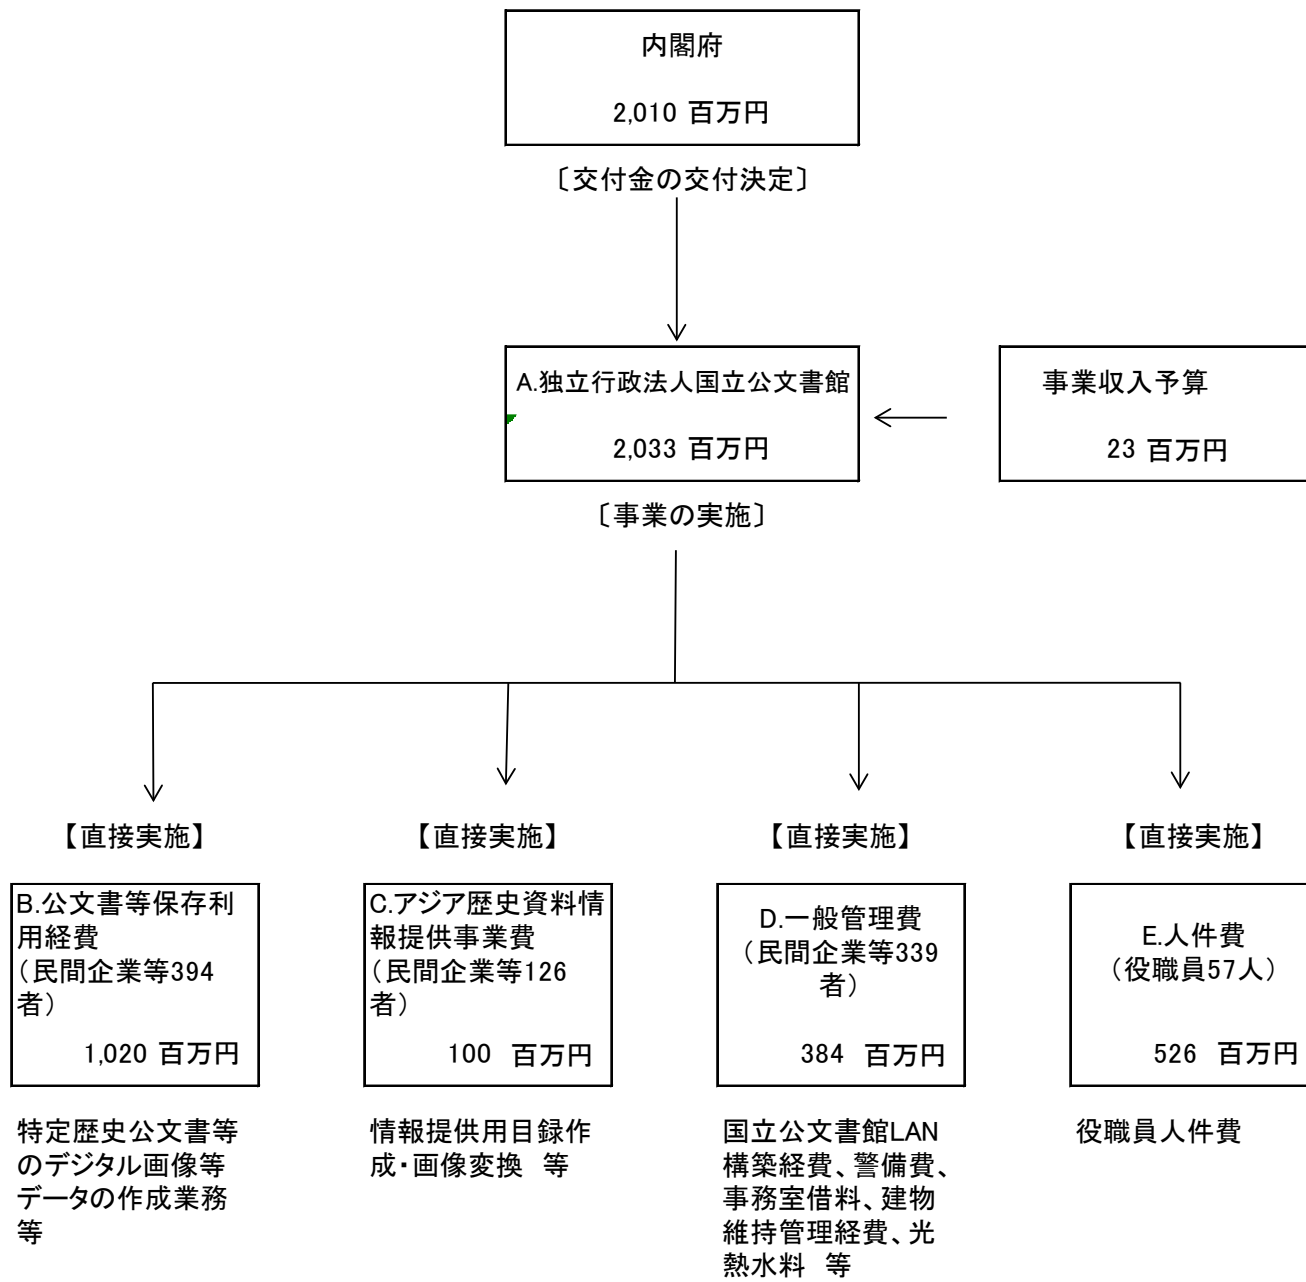 内閣府
2,010 百万円
〔交付金の交付決定〕
A.独立行政法人国立公文書館
2,033 百万円
事業収入予算
23 百万円
〔事業の実施〕
【直接実施】
B.公文書等保存利
用経費
（民間企業等394
者）
1,020 百万円
特定歴史公文書等
のデジタル画像等
データの作成業務
等
【直接実施】
C.アジア歴史資料情
報提供事業費
（民間企業等126
者）
100 百万円
情報提供用目録作
成・画像変換　等
【直接実施】
D.一般管理費
（民間企業等339
者）
384 百万円
国立公文書館LAN
構築経費、警備費、
事務室借料、建物
維持管理経費、光
熱水料　等
【直接実施】
E.人件費
（役職員57人）
526 百万円
役職員人件費